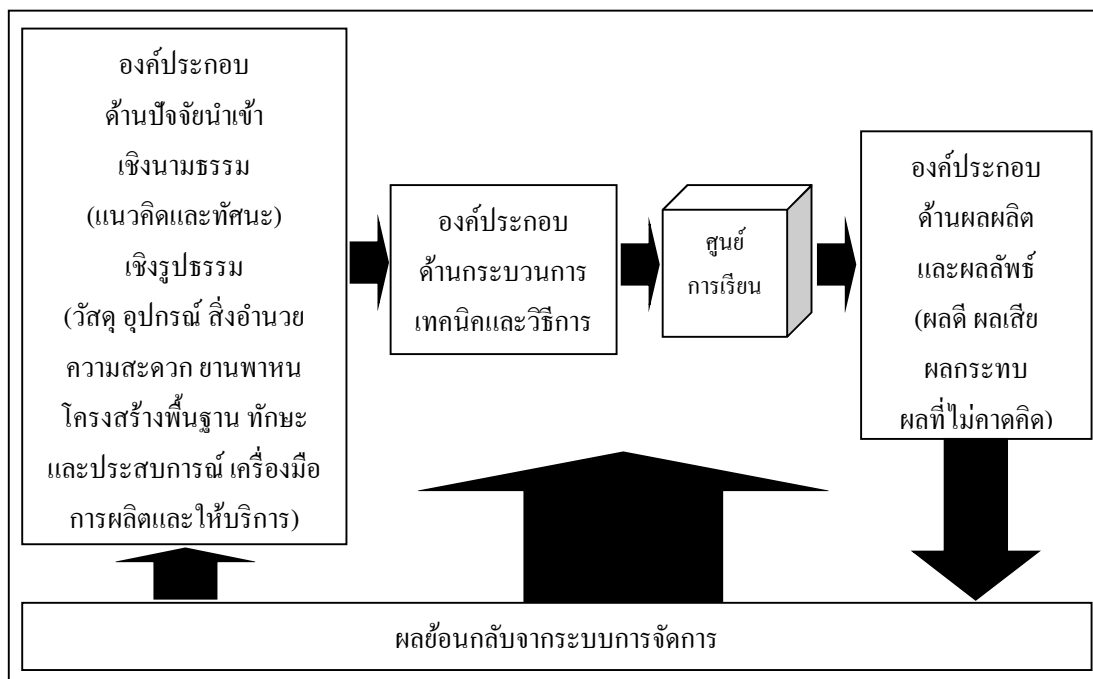 องค์ประกอบ
ด้านปัจจัยนำเข้า
เชิงนามธรรม
(แนวคิดและทัศนะ)
เชิงรูปธรรม
(วัสดุ อุปกรณ์ สิ่งอำนวย
ความสะดวก ยานพาหน
โครงสร้างพื้นฐาน ทักษะ
และประสบการณ์ เครื่องมือ
การผลิตและให้บริการ)
องค์ประกอบ
ด้านกระบวนการ
เทคนิคและวิธีการ
ศูนย์
การเรียน
องค์ประกอบ
ด้านผลผลิต
และผลลัพธ์
(ผลดี ผลเสีย
ผลกระทบ
ผลที่ไม่คาดคิด)
ผลย้อนกลับจากระบบการจัดการ